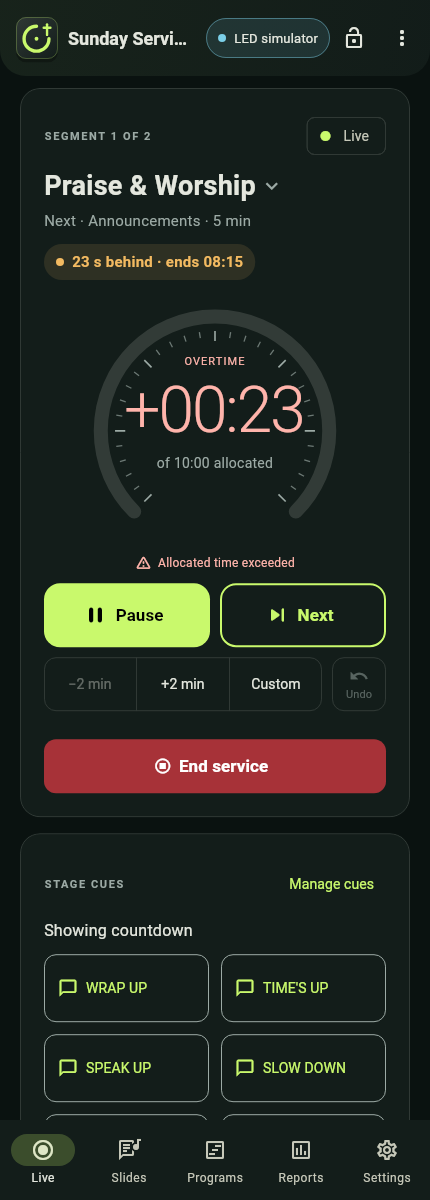 Sunday Servi...
LED simulator
SEGMENT 1 OF 2
Live
Praise & Worship
Next · Announcements · 5 min
23 s behind · ends 08:15
OVERTIME
+00:23
of 10:00 allocated
Allocated time exceeded
Pause
Next
−2 min
+2 min
Custom
Undo
End service
STAGE CUES
Manage cues
Showing countdown
WRAP UP
TIME'S UP
SPEAK UP
SLOW DOWN
Live
Slides
Programs
Reports
Settings